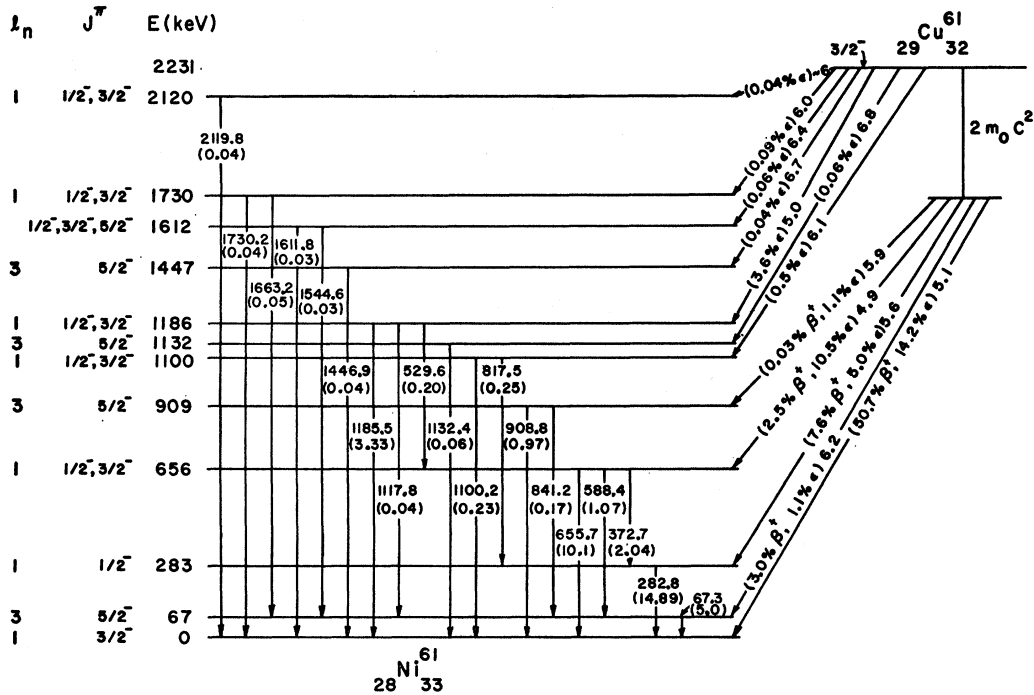 ℓn Jπ E(keV)
Cu61
29 32
3/2-
2231
(0.04% ϵ)~6
1 1/2-,3/2- 2120
2 moC2
2119.8
(0.04)
(0.09% ϵ) 6.0
(0.06% ϵ) 6.4
(0.04% ϵ) 6.7
(3.6% ϵ) 5.0
(0.5% ϵ) 6.1
(0.06% ϵ) 6.8
1 1/2-,3/2- 1730
1/2-,3/2-,5/2- 1612
1730.2
(0.04)
1611.8
(0.03)
3 5/2- 1447
1663.2
(0.05)
1544.6
(0.03)
1 1/2-,3/2- 1186
3 5/2- 1132
1 1/2-,3/2- 1100
1446.9
(0.04)
529.6
(0.20)
817.5
(0.25)
(0.03% β+, 1.1% ϵ) 5.9
(2.5% β+, 10.5% ϵ) 4.9
(7.6% β+, 5.0% ϵ) 5.6
(50.7% β+, 14.2% ϵ) 5.1
(3.0% β+, 1.1% ϵ) 6.2
3 5/2- 909
1185.5
(3.33)
1132.4
(0.06)
908.8
(0.97)
1 1/2-,3/2- 656
1117.8
(0.04)
1100.2
(0.23)
841.2
(0.17)
588.4
(1.07)
655.7
(10.1)
372.7
(2.04)
1 1/2- 283
282.8
(14.89)
67.3
(5.0)
3 5/2- 67
1 3/2- 0
Ni61
28 33